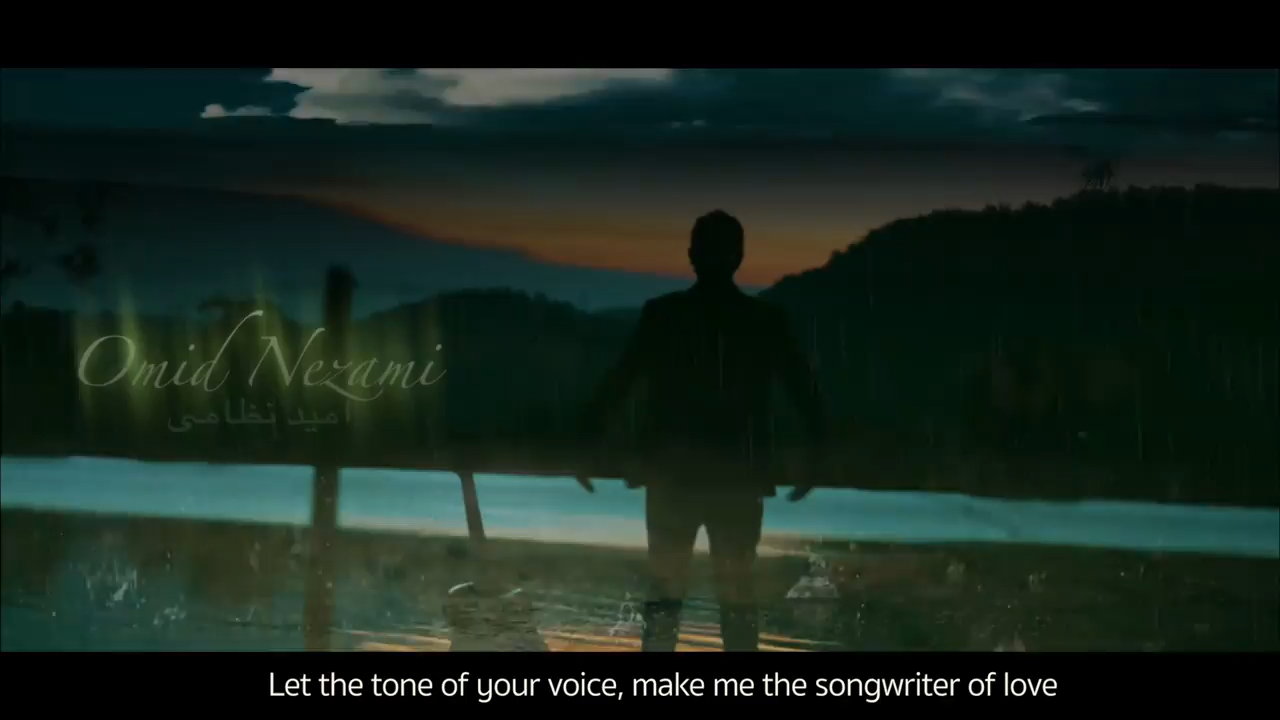 Omid Nezami
امید نظامی
Let the tone of your voice, make me the songwriter of love